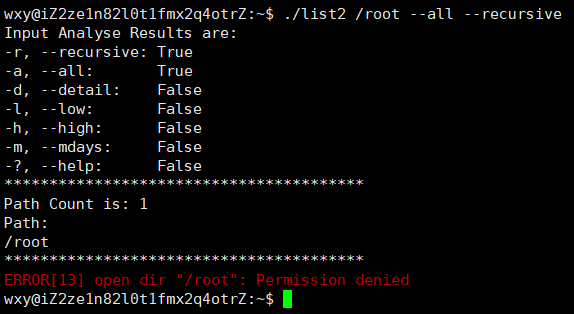 wxy@iZ2ze1n82l0t1fmx2q4otrZ:~$ ./list2 /root --all --recursive
Input Analyse Results are:
-r, --recursive: True
-a, --all:       True
-d, --detail:    False
-l, --low:       False
-h, --high:      False
-m, --mdays:     False
-?, --help:      False
****************************************
Path Count is: 1
Path:
/root
****************************************
ERROR[13] open dir "/root": Permission denied
wxy@iZ2ze1n82l0t1fmx2q4otrZ:~$